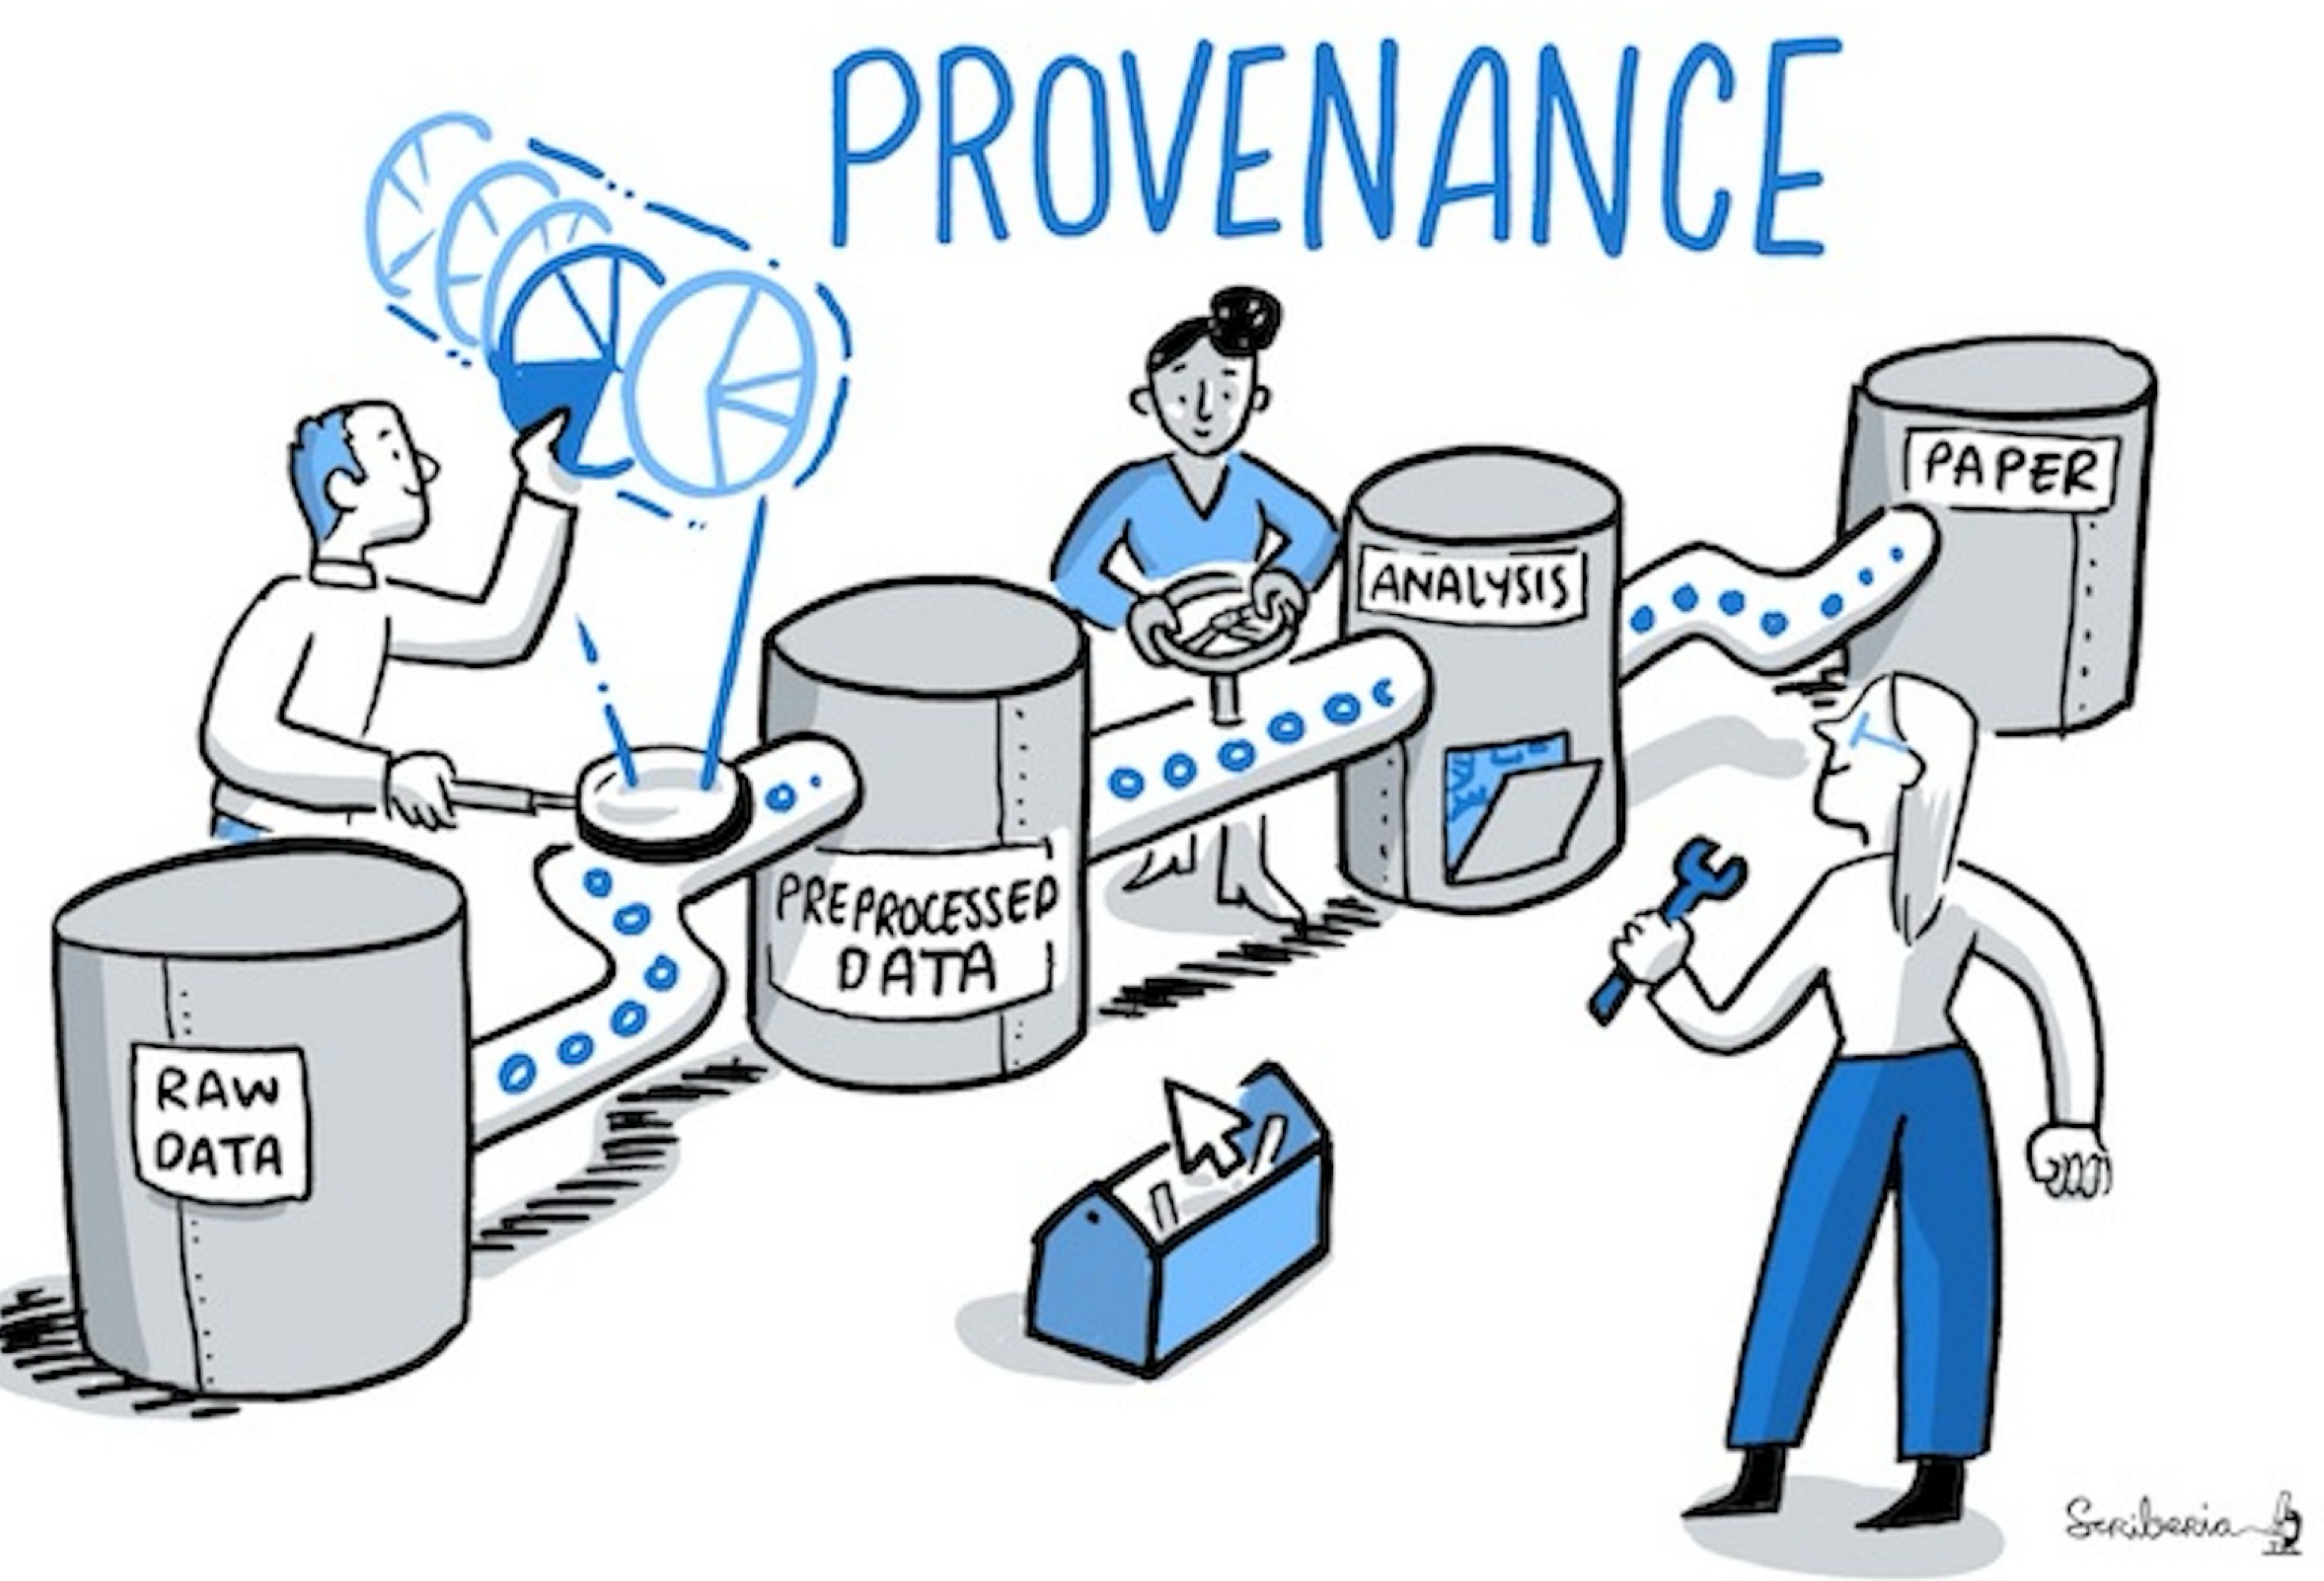 PROVENANCE
PAPER
ANALYSIS
PREPROCESSED
DATA
RAW
DATA
Scriberia